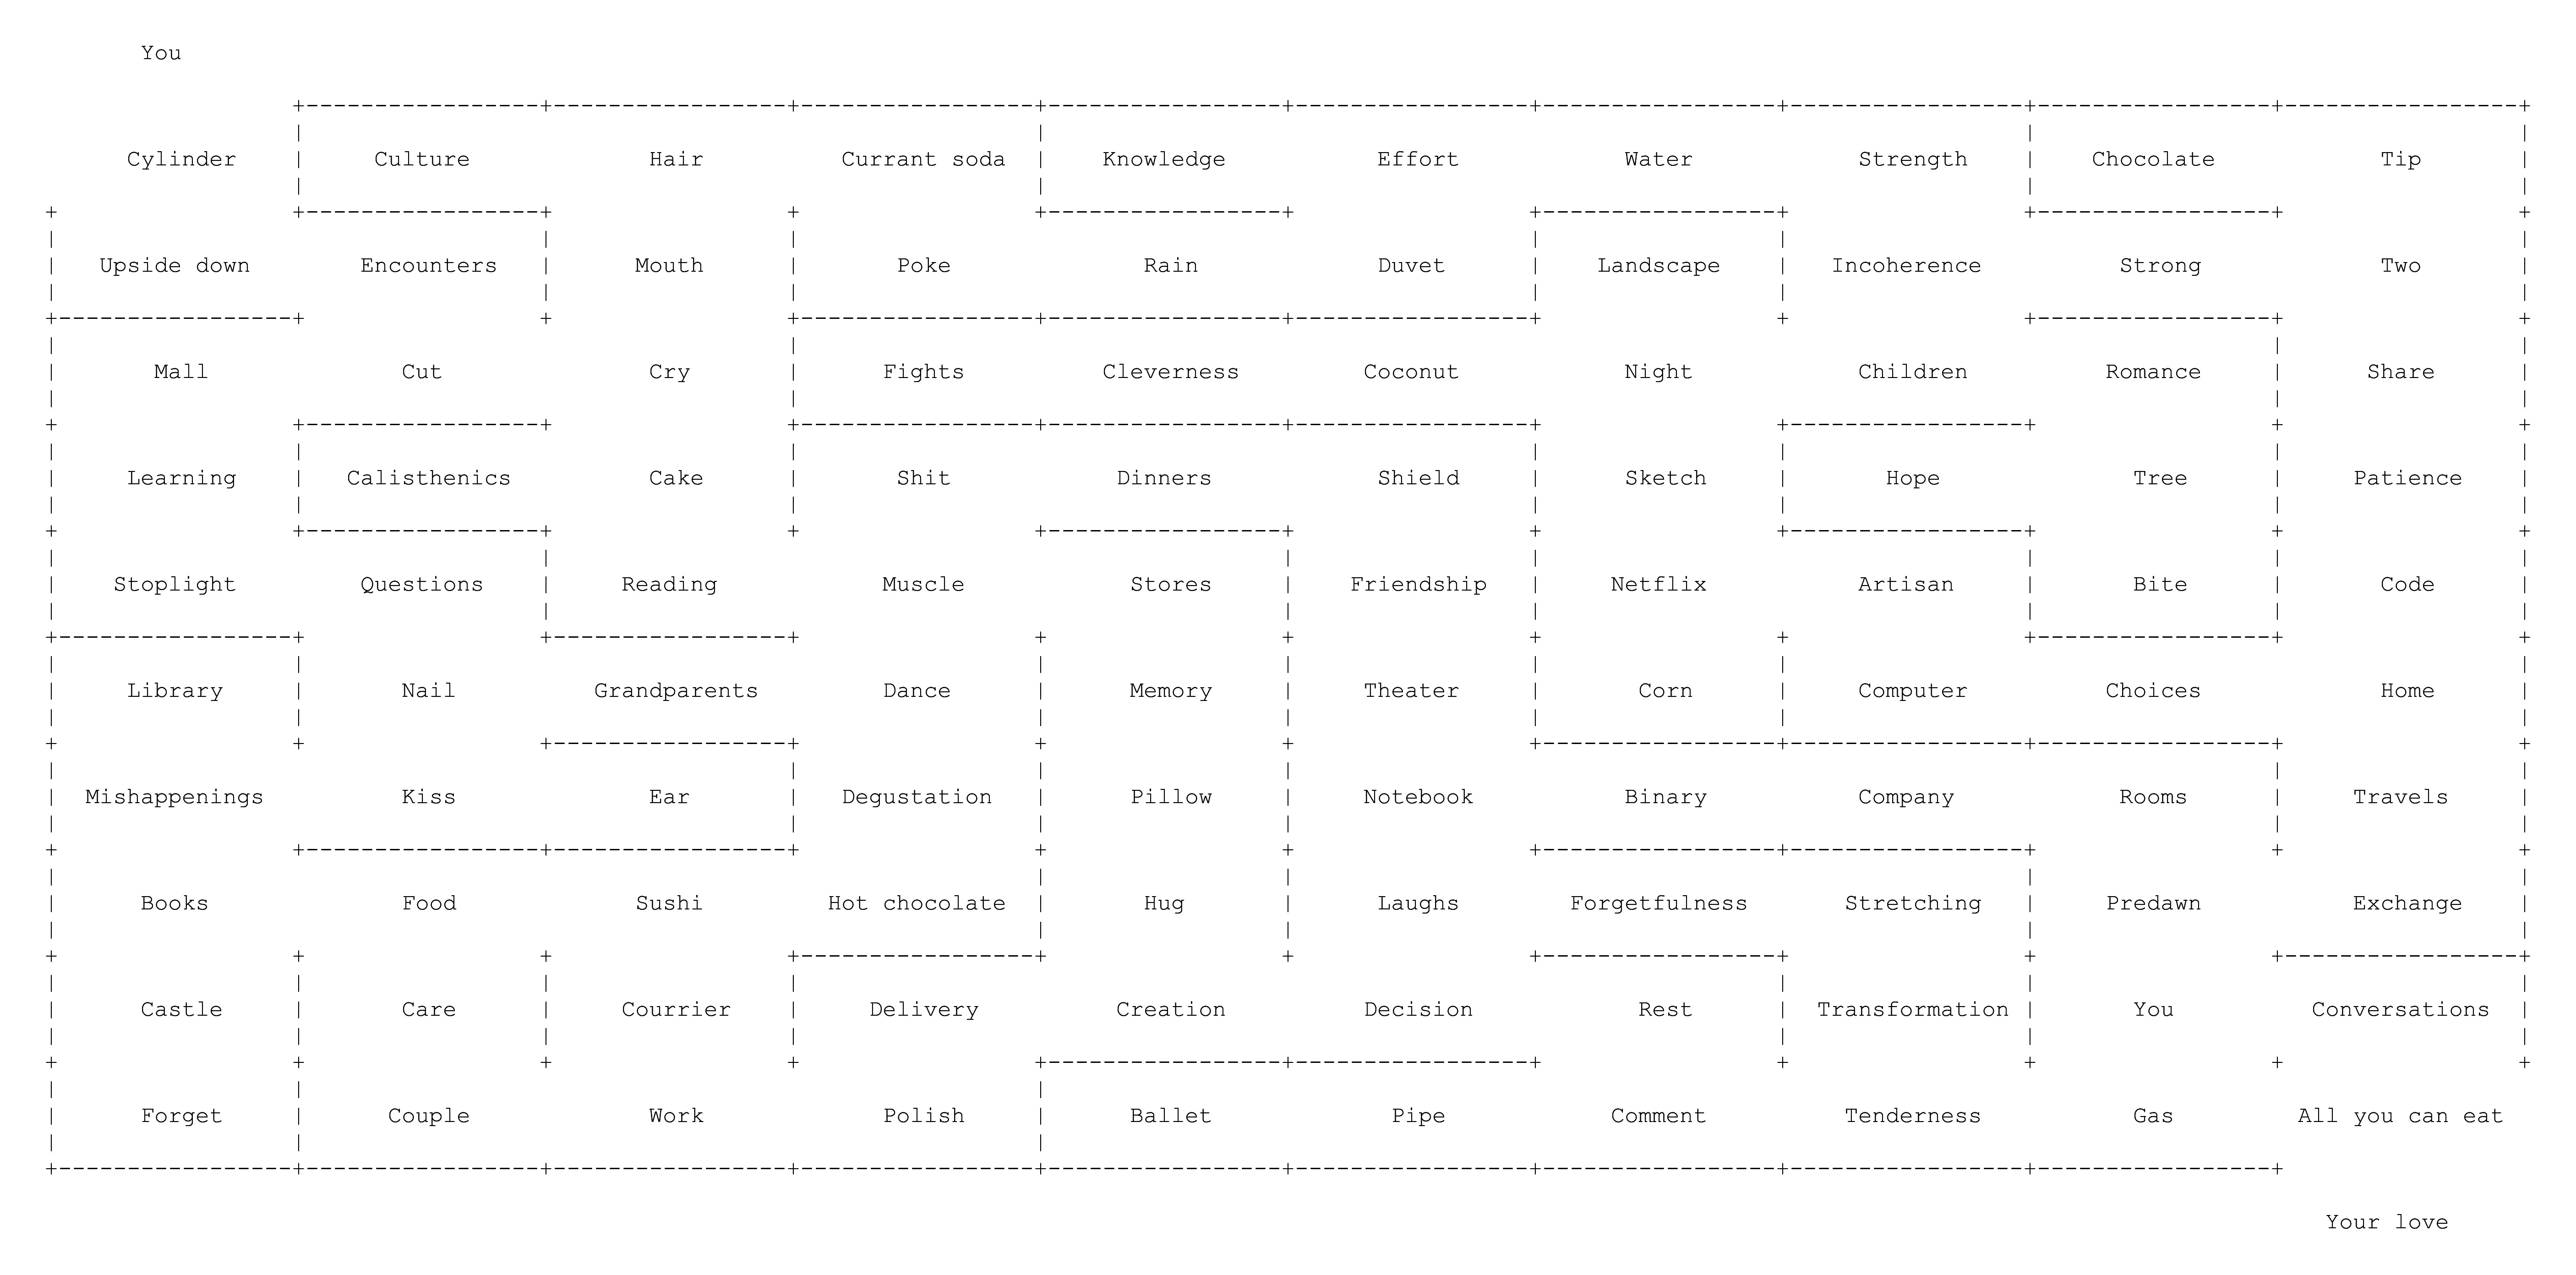 You
Cylinder Culture Hair Currant soda Knowledge Effort Water Strength Chocolate Tip
Upside down Encounters Mouth Poke Rain Duvet Landscape Incoherence Strong Two
Mall Cut Cry Fights Cleverness Coconut Night Children Romance Share
Learning Calisthenics Cake Shit Dinners Shield Sketch Hope Tree Patience
Stoplight Questions Reading Muscle Stores Friendship Netflix Artisan Bite Code
Library Nail Grandparents Dance Memory Theater Corn Computer Choices Home
Mishappenings Kiss Ear Degustation Pillow Notebook Binary Company Rooms Travels
Books Food Sushi Hot chocolate Hug Laughs Forgetfulness Stretching Predawn Exchange
Castle Care Courrier Delivery Creation Decision Rest Transformation You Conversations
Forget Couple Work Polish Ballet Pipe Comment Tenderness Gas All you can eat
Your love